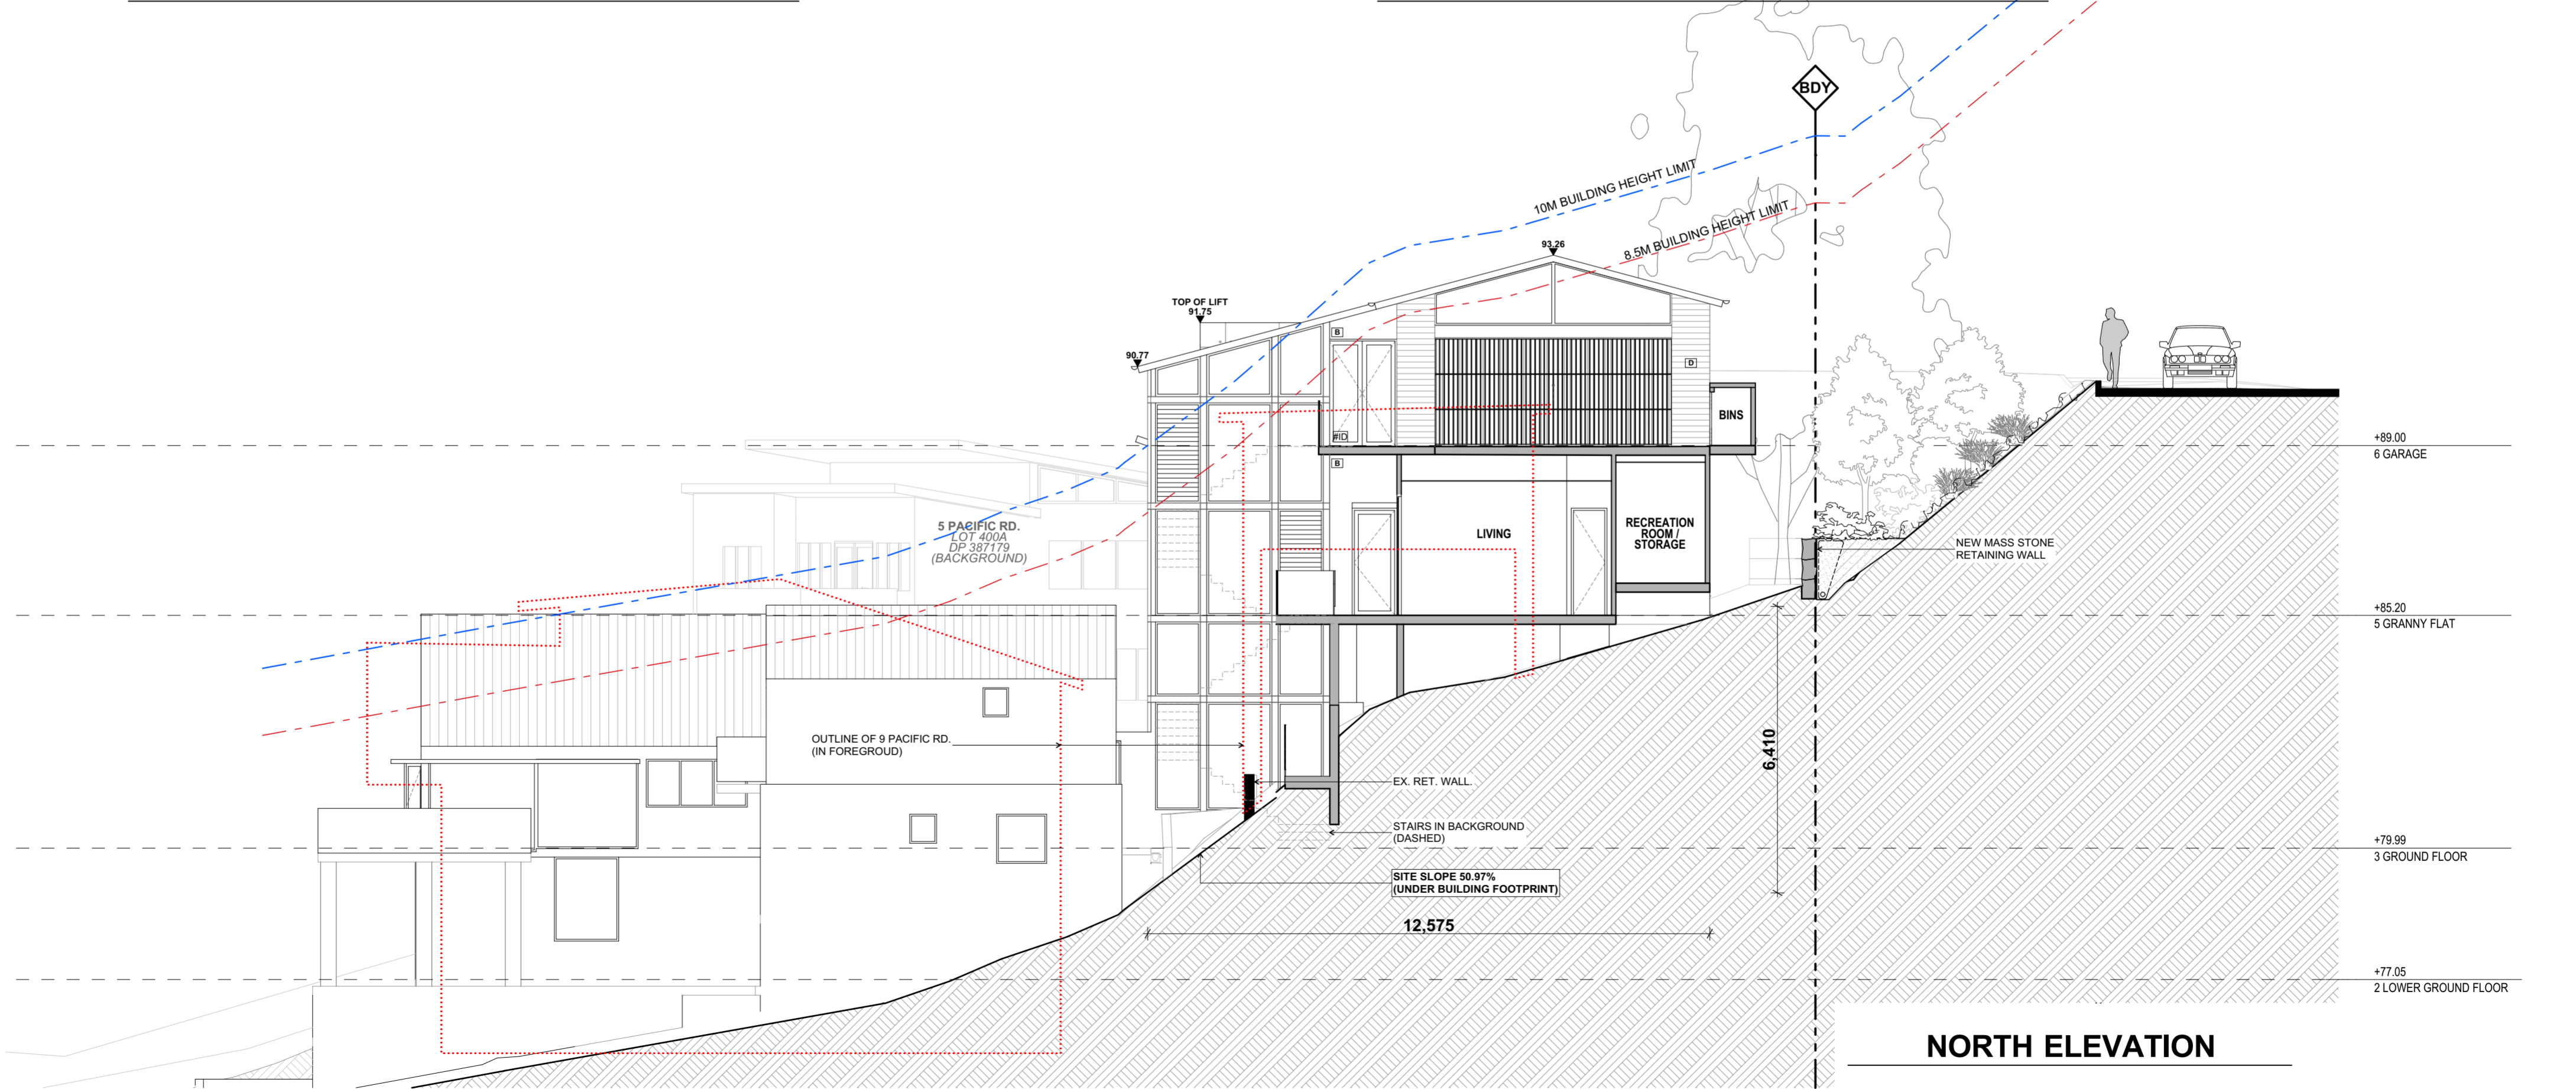 BDY
10M BUILDING HEIGHT LIMIT
8.5M BUILDING HEIGHT LIMIT
93.26
TOP OF LIFT
91.75
90.77
B
D
BINS
#ID
B
+89.00
6 GARAGE
5 PACIFIC RD.
LOT 400A
DP 387179
(BACKGROUND)
LIVING
RECREATION
ROOM /
STORAGE
NEW MASS STONE
RETAINING WALL
+85.20
5 GRANNY FLAT
OUTLINE OF 9 PACIFIC RD.
(IN FOREGROUD)
6,410
EX. RET. WALL.
STAIRS IN BACKGROUND
(DASHED)
+79.99
3 GROUND FLOOR
SITE SLOPE 50.97%
(UNDER BUILDING FOOTPRINT)
12,575
+77.05
2 LOWER GROUND FLOOR
NORTH ELEVATION